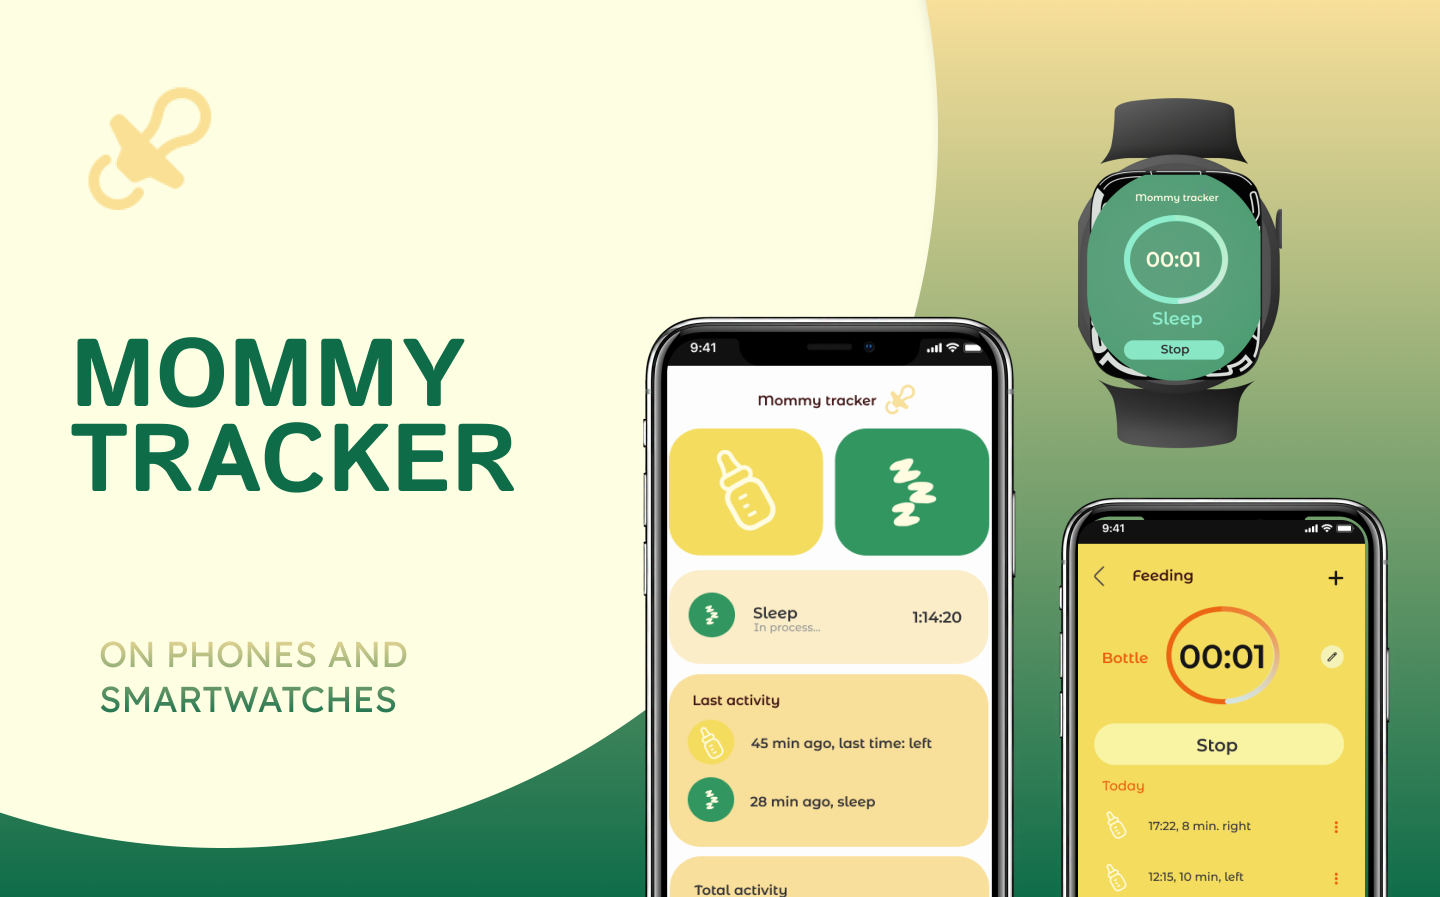 MOMMY
TRACKER
ON PHONES AND
SMARTWATCHES
9:41
Mommy tracker
Sleep
In process...
1:14:20
Last activity
45 min ago, last time: left
28 min ago, sleep
Total activity
Mommy tracker
00:01
Sleep
Stop
9:41
Feeding
+
Bottle
00:01
Stop
Today
17:22, 8 min. right
12:15, 10 min, left